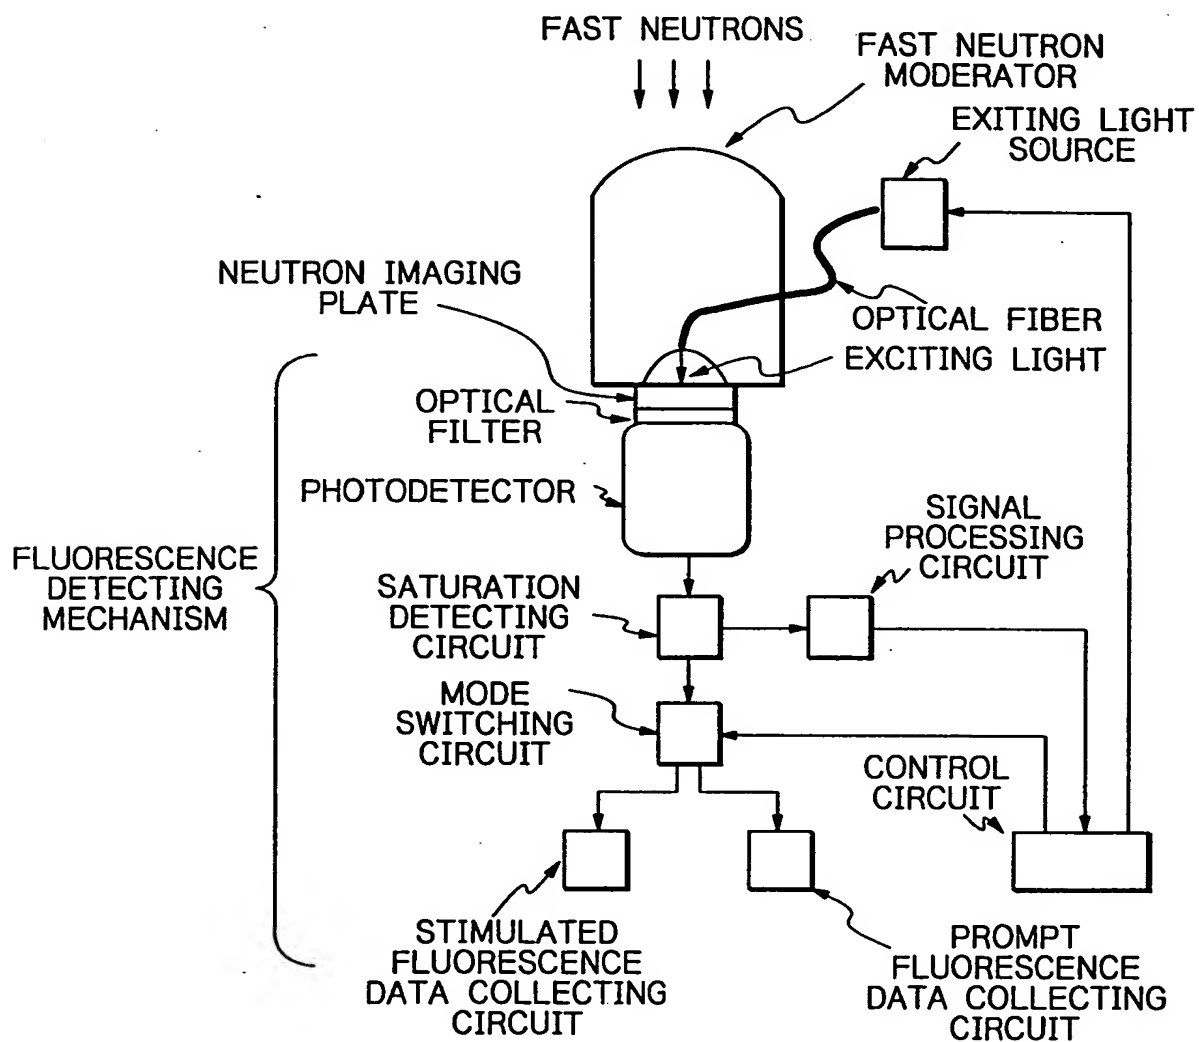 FAST NEUTRONS
FAST NEUTRON
MODERATOR
EXITING LIGHT
SOURCE
NEUTRON IMAGING
PLATE
OPTICAL FIBER
EXCITING LIGHT
OPTICAL
FILTER
PHOTODETECTOR
SIGNAL
PROCESSING
CIRCUIT
FLUORESCENCE
DETECTING
MECHANISM
SATURATION
DETECTING
CIRCUIT
MODE
SWITCHING
CIRCUIT
CONTROL
CIRCUIT
STIMULATED
FLUORESCENCE
DATA COLLECTING
CIRCUIT
PROMPT
FLUORESCENCE
DATA COLLECTING
CIRCUIT